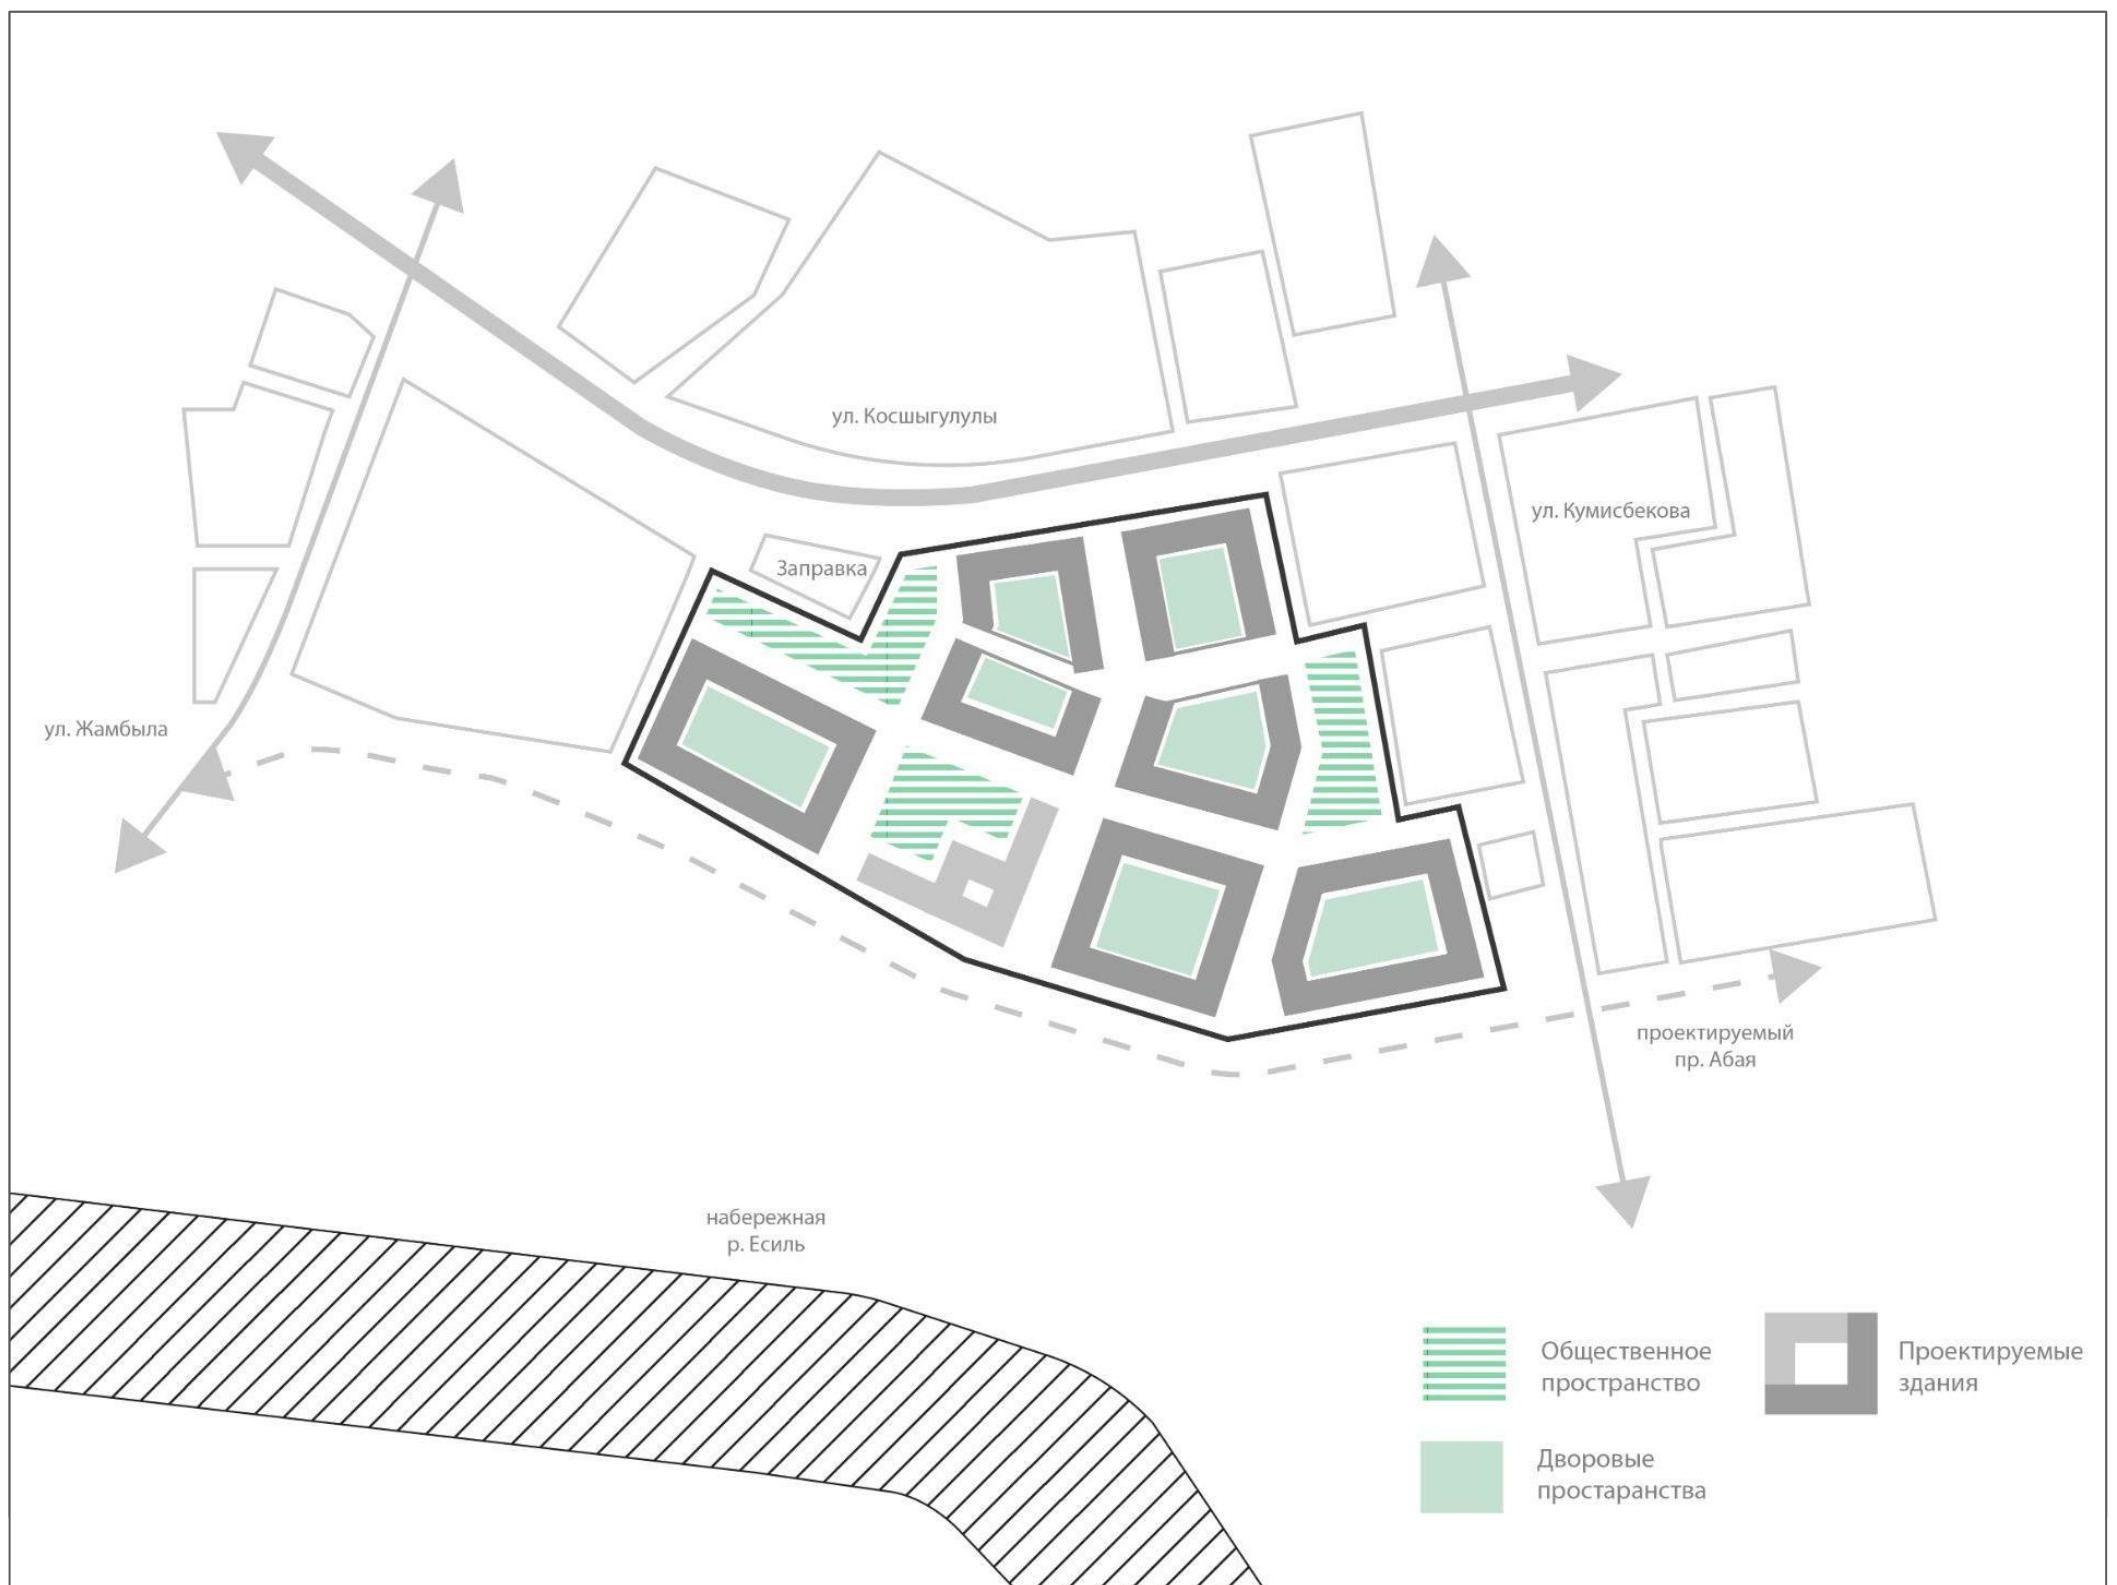 ул. Косшыгулулы
ул. Кумисбекова
Заправка
ул. Жамбыла
проектируемый
пр. Абая
набережная
р. Есиль
Общественное
пространство
Проектируемые
здания
Дворовые
простаранства